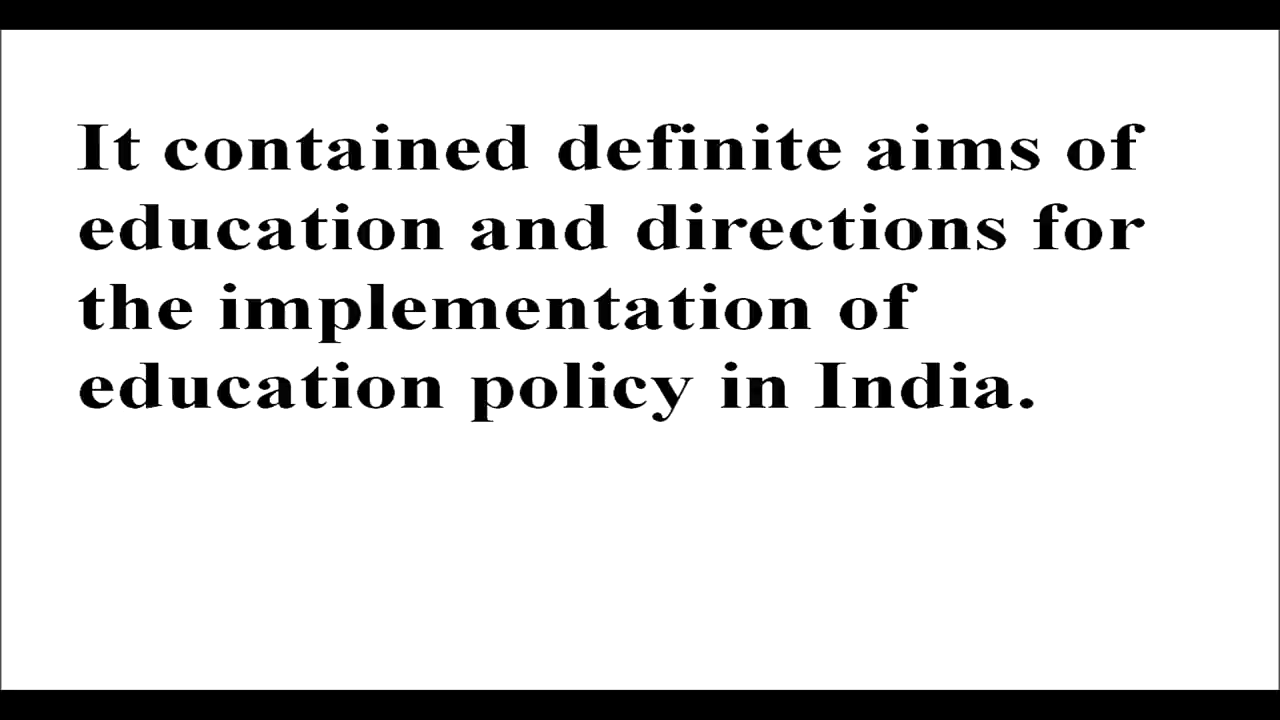 It contained definite aims of
education and directions for
the implementation of
education policy in India.